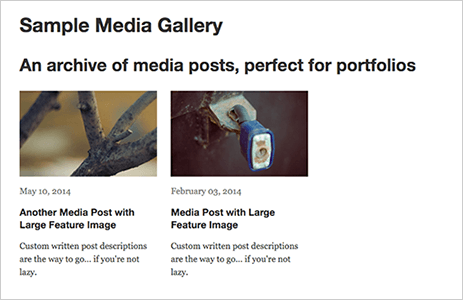 Sample Media Gallery
An archive of media posts, perfect for portfolios
May 10, 2014
Another Media Post with
Large Feature Image
Custom written post descriptions
are the way to go... if you're not
lazy.
February 03, 2014
Media Post with Large
Feature Image
Custom written post descriptions
are the way to go... if you're not
lazy.